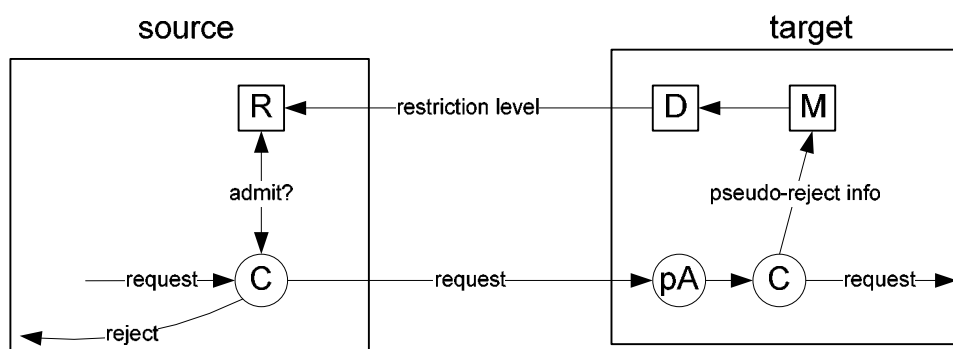 source
target
R
restriction level
D
M
admit?
pseudo-reject info
request
C
request
pA
C
request
reject